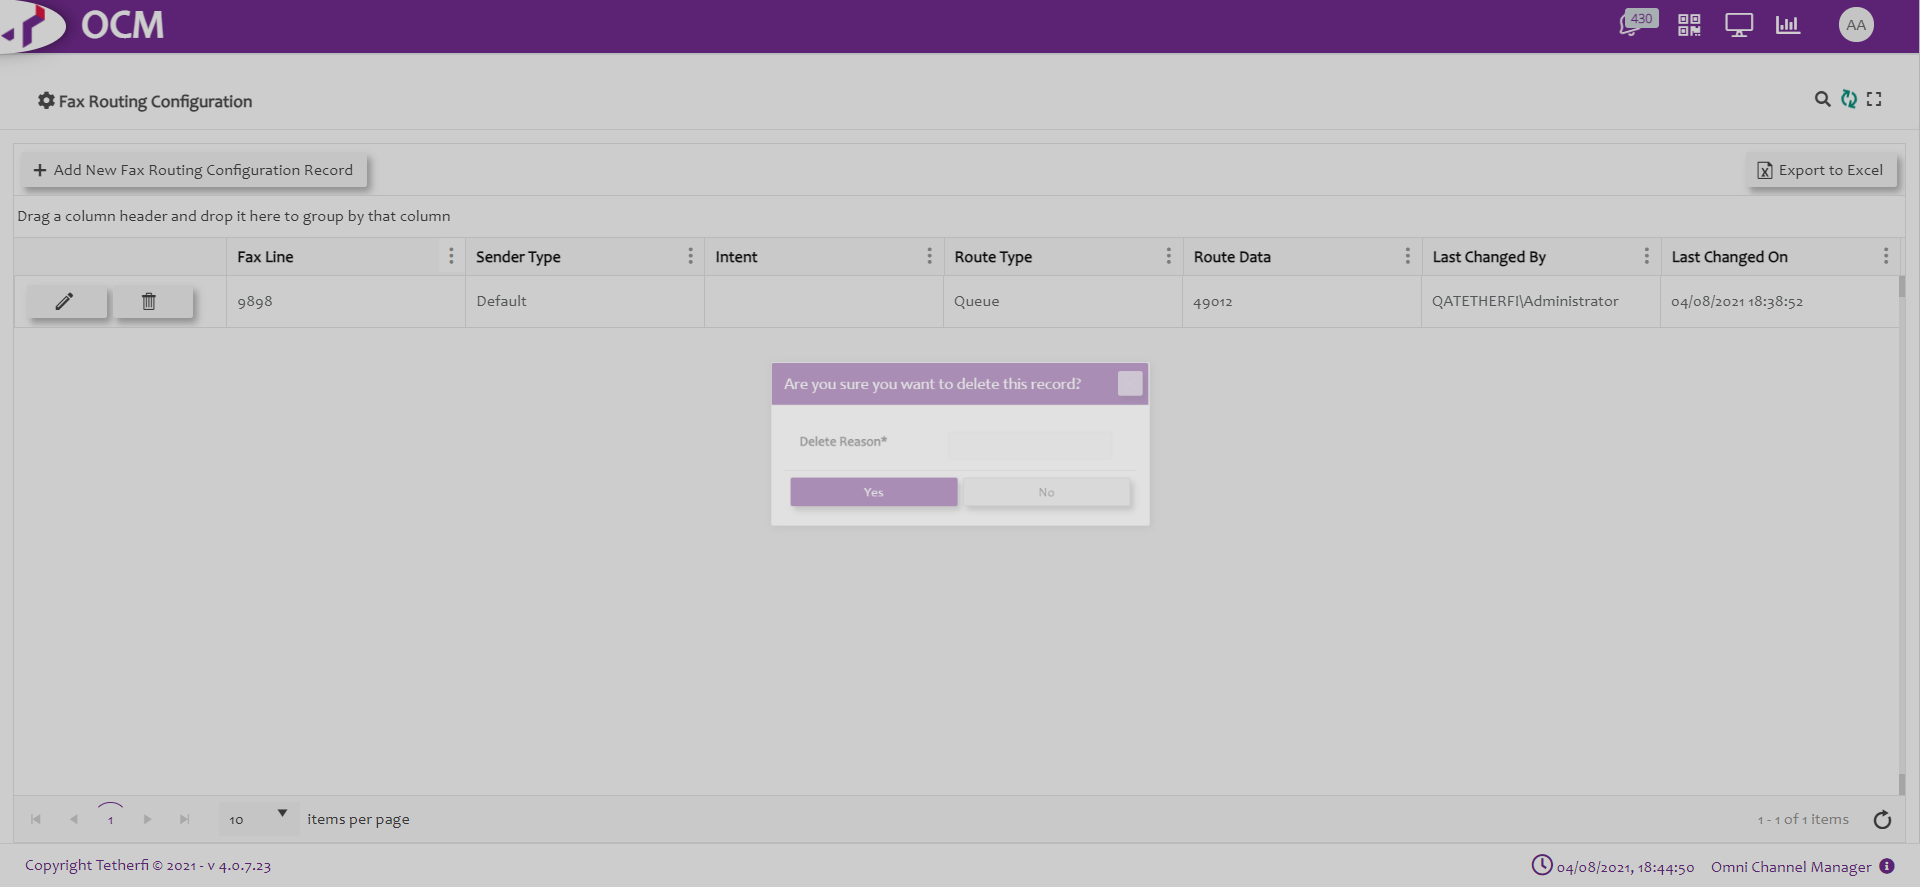 OCM
430
AA
Fax Routing Configuration
Add New Fax Routing Configuration Record
Export to Excel
Drag a column header and drop it here to group by that column
Fax Line Sender Type Intent Route Type Route Data Last Changed By Last Changed On
9898 Default Queue 49012 QATETHERFI\Administrator 04/08/2021 18:38:52
Are you sure you want to delete this record?
Delete Reason*
Yes No
1 10 items per page 1 - 1 of 1 items
Copyright Tetherfi © 2021 - v 4.0.7.23 04/08/2021, 18:44:50 Omni Channel Manager